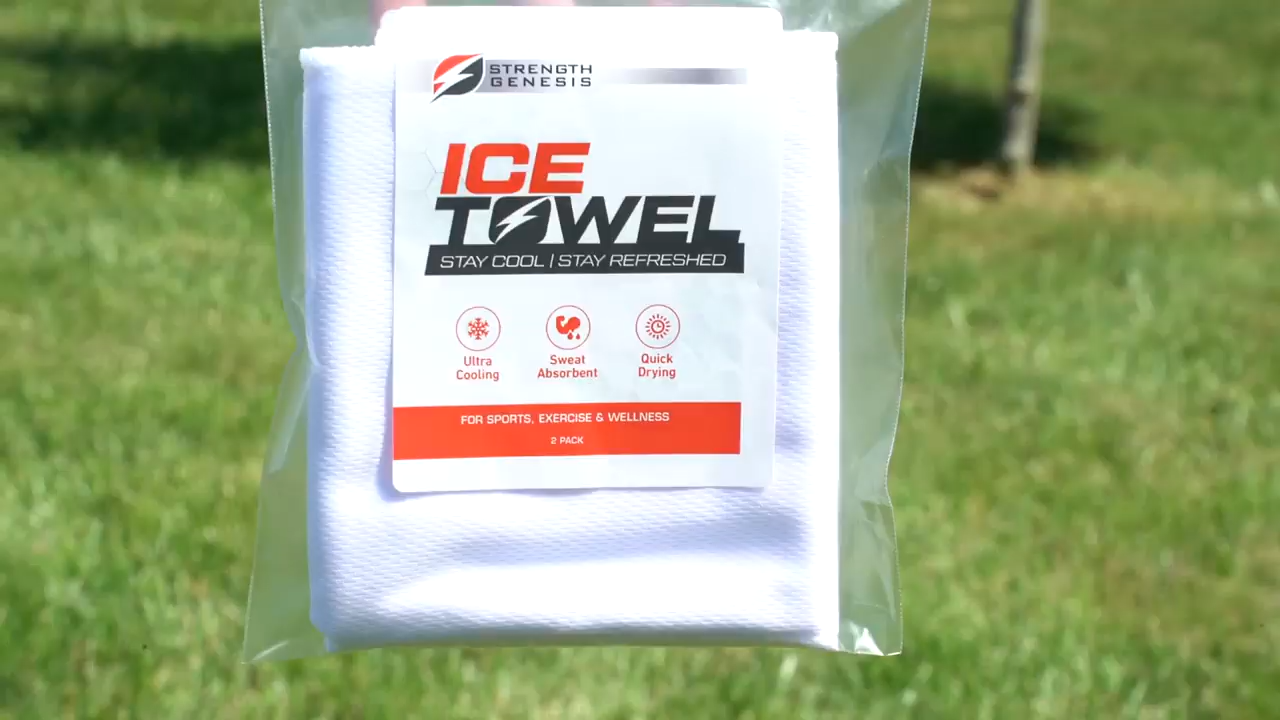 STRENGTH
GENESIS
ICE
TOWEL
STAY COOL | STAY REFRESHED
Ultra
Cooling
Sweat
Absorbent
Quick
Drying
FOR SPORTS, EXERCISE & WELLNESS
2 PACK